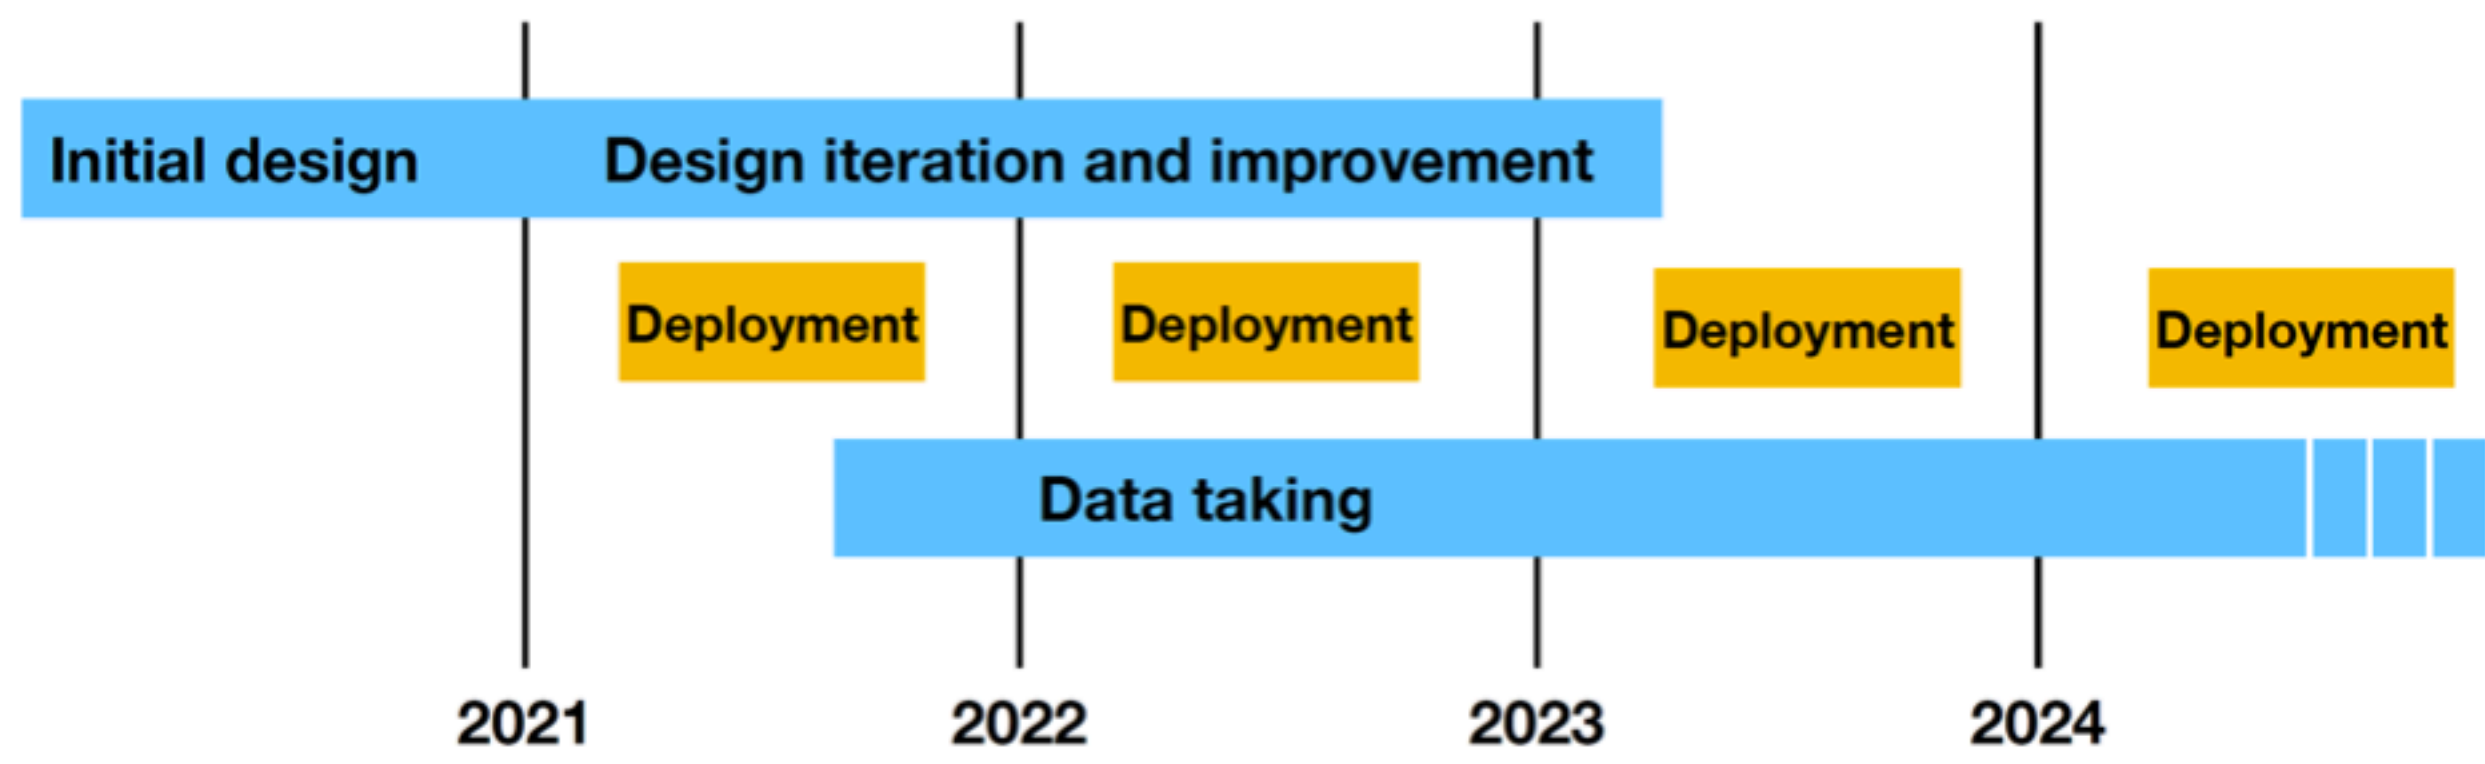 Initial design Design iteration and improvement
Deployment Deployment Deployment Deployment
Data taking
2021 2022 2023 2024